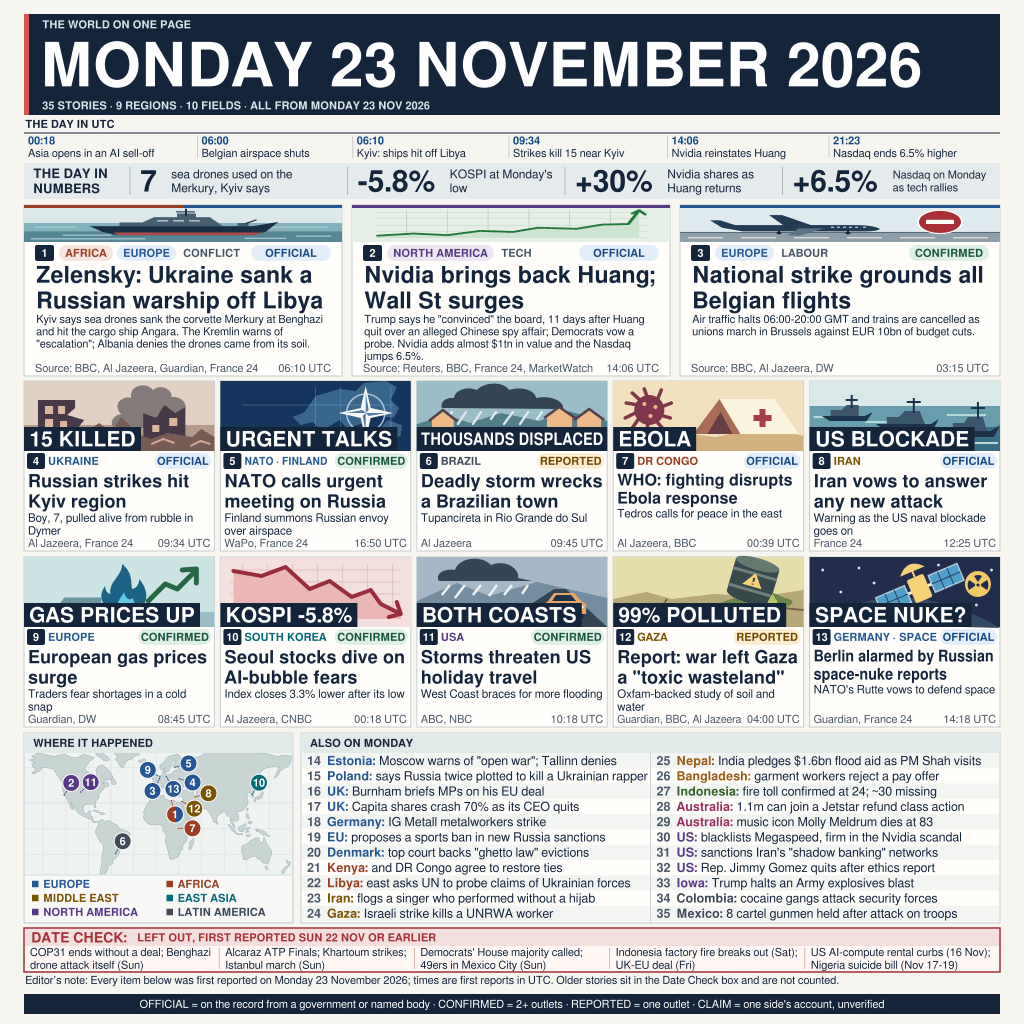 THE WORLD ON ONE PAGE
MONDAY 23 NOVEMBER 2026
35 STORIES · 9 REGIONS · 10 FIELDS · ALL FROM MONDAY 23 NOV 2026
THE DAY IN UTC
00:18
Asia opens in an AI sell-off
06:00
Belgian airspace shuts
06:10
Kyiv: ships hit off Libya
09:34
Strikes kill 15 near Kyiv
14:06
Nvidia reinstates Huang
21:23
Nasdaq ends 6.5% higher
THE DAY IN
NUMBERS
7
sea drones used on the
Merkury, Kyiv says
-5.8%
KOSPI at Monday's
low
+30%
Nvidia shares as
Huang returns
+6.5%
Nasdaq on Monday
as tech rallies
1 AFRICA EUROPE CONFLICT OFFICIAL
Zelensky: Ukraine sank a
Russian warship off Libya
Kyiv says sea drones sank the corvette Merkury at Benghazi
and hit the cargo ship Angara. The Kremlin warns of
"escalation"; Albania denies the drones came from its soil.
Source: BBC, Al Jazeera, Guardian, France 24 06:10 UTC
2 NORTH AMERICA TECH OFFICIAL
Nvidia brings back Huang;
Wall St surges
Trump says he "convinced" the board, 11 days after Huang
quit over an alleged Chinese spy affair; Democrats vow a
probe. Nvidia adds almost $1tn in value and the Nasdaq
jumps 6.5%.
Source: Reuters, BBC, France 24, MarketWatch 14:06 UTC
3 EUROPE LABOUR CONFIRMED
National strike grounds all
Belgian flights
Air traffic halts 06:00-20:00 GMT and trains are cancelled as
unions march in Brussels against EUR 10bn of budget cuts.
Source: BBC, Al Jazeera, DW 03:15 UTC
15 KILLED
4 UKRAINE OFFICIAL
Russian strikes hit
Kyiv region
Boy, 7, pulled alive from rubble in
Dymer
Al Jazeera, France 24 09:34 UTC
URGENT TALKS
5 NATO · FINLAND CONFIRMED
NATO calls urgent
meeting on Russia
Finland summons Russian envoy
over airspace
WaPo, France 24 16:50 UTC
THOUSANDS DISPLACED
6 BRAZIL REPORTED
Deadly storm wrecks
a Brazilian town
Tupancireta in Rio Grande do Sul
Al Jazeera 09:45 UTC
EBOLA
7 DR CONGO OFFICIAL
WHO: fighting disrupts
Ebola response
Tedros calls for peace in the east
Al Jazeera, BBC 00:39 UTC
US BLOCKADE
8 IRAN OFFICIAL
Iran vows to answer
any new attack
Warning as the US naval blockade
goes on
France 24 12:25 UTC
GAS PRICES UP
9 EUROPE CONFIRMED
European gas prices
surge
Traders fear shortages in a cold
snap
Guardian, DW 08:45 UTC
KOSPI -5.8%
10 SOUTH KOREA CONFIRMED
Seoul stocks dive on
AI-bubble fears
Index closes 3.3% lower after its low
Al Jazeera, CNBC 00:18 UTC
BOTH COASTS
11 USA CONFIRMED
Storms threaten US
holiday travel
West Coast braces for more flooding
ABC, NBC 10:18 UTC
99% POLLUTED
12 GAZA REPORTED
Report: war left Gaza
a "toxic wasteland"
Oxfam-backed study of soil and
water
Guardian, BBC, Al Jazeera 04:00 UTC
SPACE NUKE?
13 GERMANY · SPACE OFFICIAL
Berlin alarmed by Russian
space-nuke reports
NATO's Rutte vows to defend space
Guardian, France 24 14:18 UTC
WHERE IT HAPPENED
2 11 9 5 3 13 4 8 12 1 7 10 6
EUROPE
AFRICA
MIDDLE EAST
EAST ASIA
NORTH AMERICA
LATIN AMERICA
ALSO ON MONDAY
14 Estonia: Moscow warns of "open war"; Tallinn denies
15 Poland: says Russia twice plotted to kill a Ukrainian rapper
16 UK: Burnham briefs MPs on his EU deal
17 UK: Capita shares crash 70% as its CEO quits
18 Germany: IG Metall metalworkers strike
19 EU: proposes a sports ban in new Russia sanctions
20 Denmark: top court backs "ghetto law" evictions
21 Kenya: and DR Congo agree to restore ties
22 Libya: east asks UN to probe claims of Ukrainian forces
23 Iran: flogs a singer who performed without a hijab
24 Gaza: Israeli strike kills a UNRWA worker
25 Nepal: India pledges $1.6bn flood aid as PM Shah visits
26 Bangladesh: garment workers reject a pay offer
27 Indonesia: fire toll confirmed at 24; ~30 missing
28 Australia: 1.1m can join a Jetstar refund class action
29 Australia: music icon Molly Meldrum dies at 83
30 US: blacklists Megaspeed, firm in the Nvidia scandal
31 US: sanctions Iran's "shadow banking" networks
32 US: Rep. Jimmy Gomez quits after ethics report
33 Iowa: Trump halts an Army explosives blast
34 Colombia: cocaine gangs attack security forces
35 Mexico: 8 cartel gunmen held after attack on troops
DATE CHECK: LEFT OUT, FIRST REPORTED SUN 22 NOV OR EARLIER
COP31 ends without a deal; Benghazi
drone attack itself (Sun)
Alcaraz ATP Finals; Khartoum strikes;
Istanbul march (Sun)
Democrats' House majority called;
49ers in Mexico City (Sun)
Indonesia factory fire breaks out (Sat);
UK-EU deal (Fri)
US AI-compute rental curbs (16 Nov);
Nigeria suicide bill (Nov 17-19)
Editor's note: Every item below was first reported on Monday 23 November 2026; times are first reports in UTC. Older stories sit in the Date Check box and are not counted.
OFFICIAL = on the record from a government or named body · CONFIRMED = 2+ outlets · REPORTED = one outlet · CLAIM = one side's account, unverified